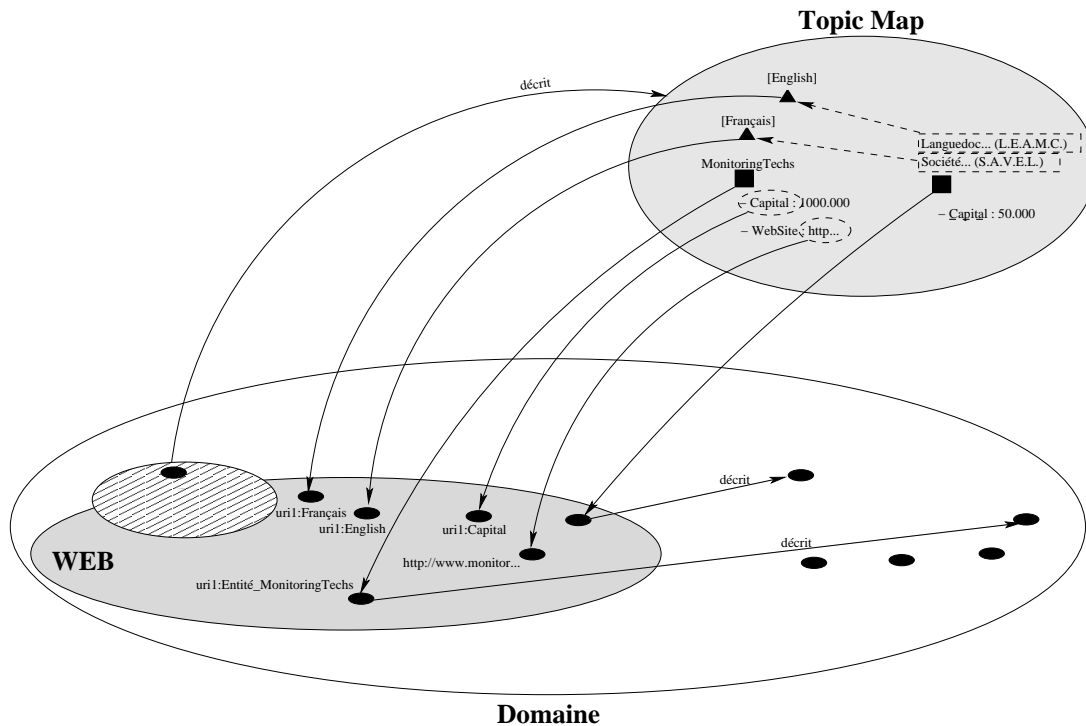 Topic Map
décrit
[English]
[Français]
Languedoc... (L.E.A.M.C.)
Société... (S.A.V.E.L.)
MonitoringTechs
– Capital : 1000.000
– Capital : 50.000
– WebSite : http...
décrit
uri1:Français
uri1:English
uri1:Capital
décrit
WEB
http://www.monitor...
uri1:Entité_MonitoringTechs
Domaine